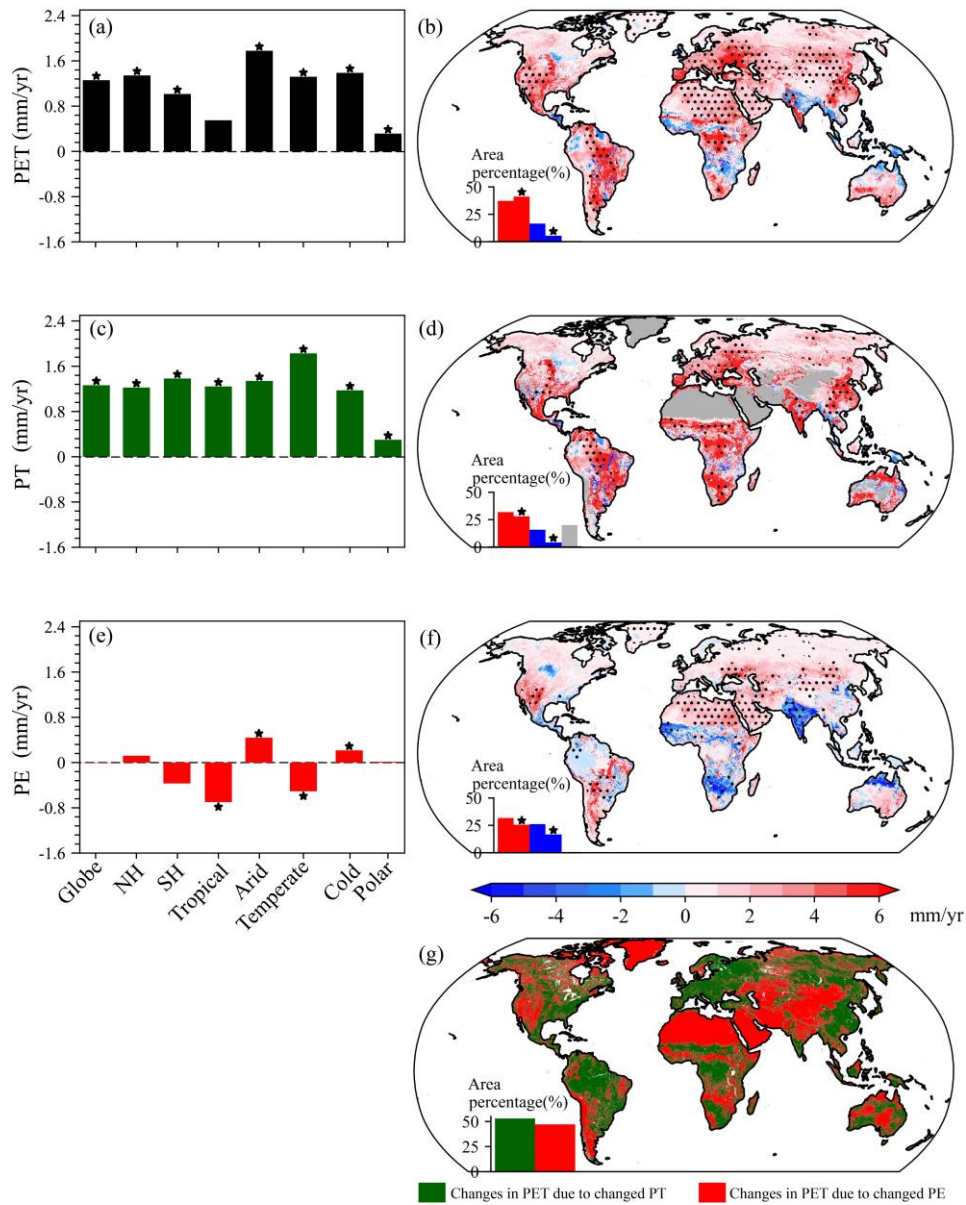 (a)
PET (mm/yr)
2.4
1.6
0.8
0
-0.8
-1.6
(b)
Area
percentage(%)
50
25
0
(c)
PT (mm/yr)
2.4
1.6
0.8
0
-0.8
-1.6
(d)
Area
percentage(%)
50
25
0
(e)
PE (mm/yr)
2.4
1.6
0.8
0
-0.8
-1.6
Globe
NH
SH
Tropical
Arid
Temperate
Cold
Polar
(f)
Area
percentage(%)
50
25
0
-6 -4 -2 0 2 4 6 mm/yr
(g)
Area
percentage(%)
50
25
0
Changes in PET due to changed PT
Changes in PET due to changed PE